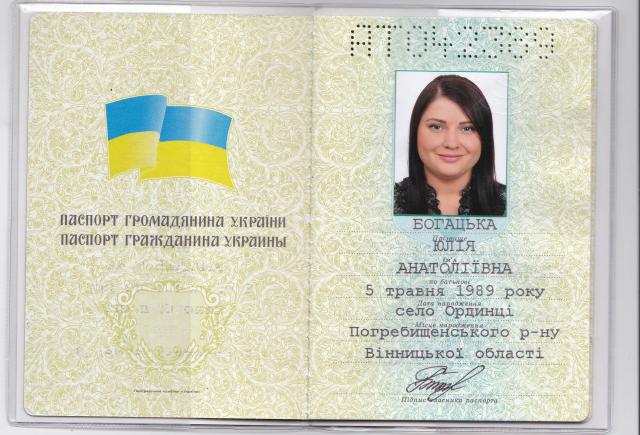 ПАСПОРТ ГРОМАДЯНИНА УКРАЇНИ
ПАСПОРТ ГРАЖДАНИНА УКРАИНЫ
АТ042389
БОГАЦЬКА
Прізвище
ЮЛІЯ
Ім'я
АНАТОЛІЇВНА
по батькові
5 травня 1989 року
Дата народження
село Ординці
Місце народження
Погребищенського р-ну
Вінницької області
Підпис власника паспорта